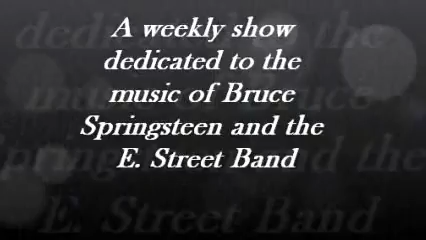 A weekly show
dedicated to the
music of Bruce
Springsteen and the
E. Street Band